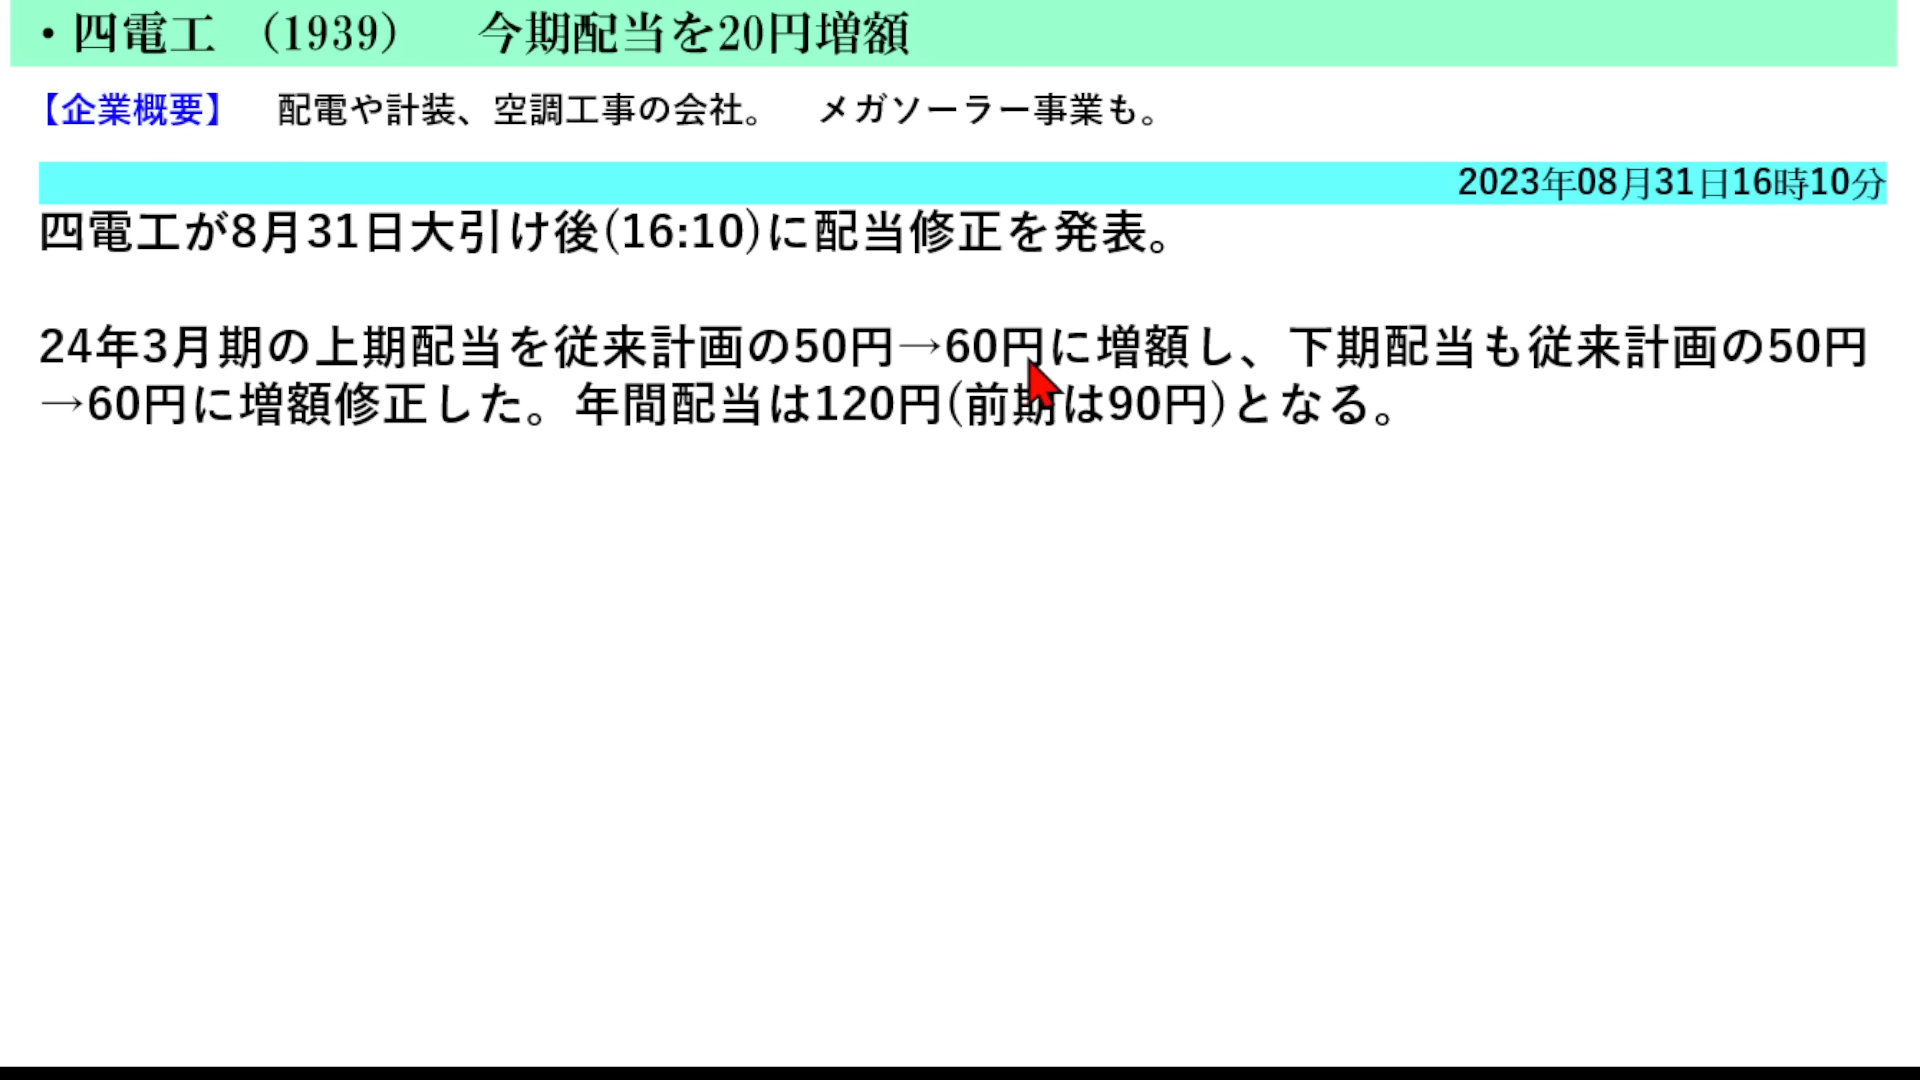 ・四電工 （1939） 今期配当を20円増額
【企業概要】 配電や計装、空調工事の会社。 メガソーラー事業も。
2023年08月31日16時10分
四電工が8月31日大引け後(16:10)に配当修正を発表。
24年3月期の上期配当を従来計画の50円→60円に増額し、下期配当も従来計画の50円
→60円に増額修正した。年間配当は120円(前期は90円)となる。